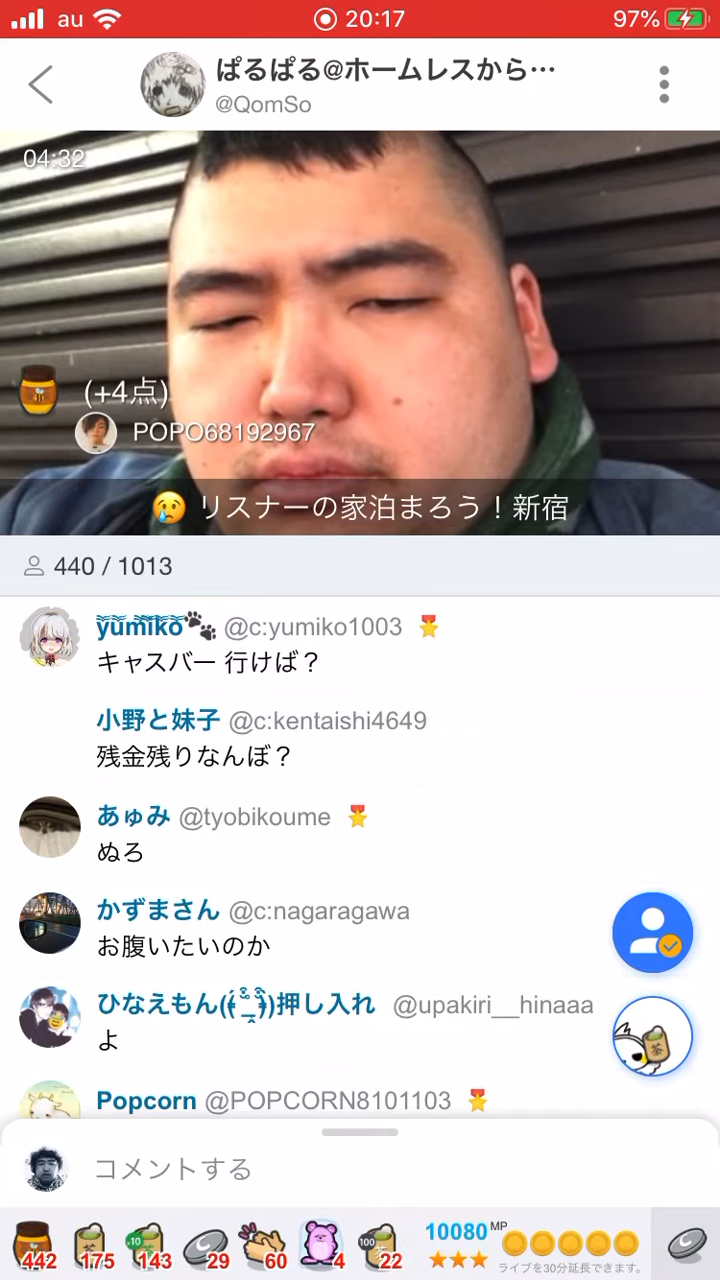 au 20:17 97%
ぱるぱる@ホームレスから…
@QomSo
04:32
(+4点)
POPO68192967
😢 リスナーの家泊まろう！新宿
440 / 1013
yumiko🐾 @c:yumiko1003
キャスバー 行けば？
小野と妹子 @c:kentaishi4649
残金残りなんぼ？
あゅみ @tyobikoume
ぬろ
かずまさん @c:nagaragawa
お腹いたいのか
茶
ひなえもん 押し入れ @upakiri__hinaaa
よ
Popcorn @POPCORN8101103
コメントする
10080 MP
442 175 +10 143 29 60 4 100 22
ライブを30分延長できます。